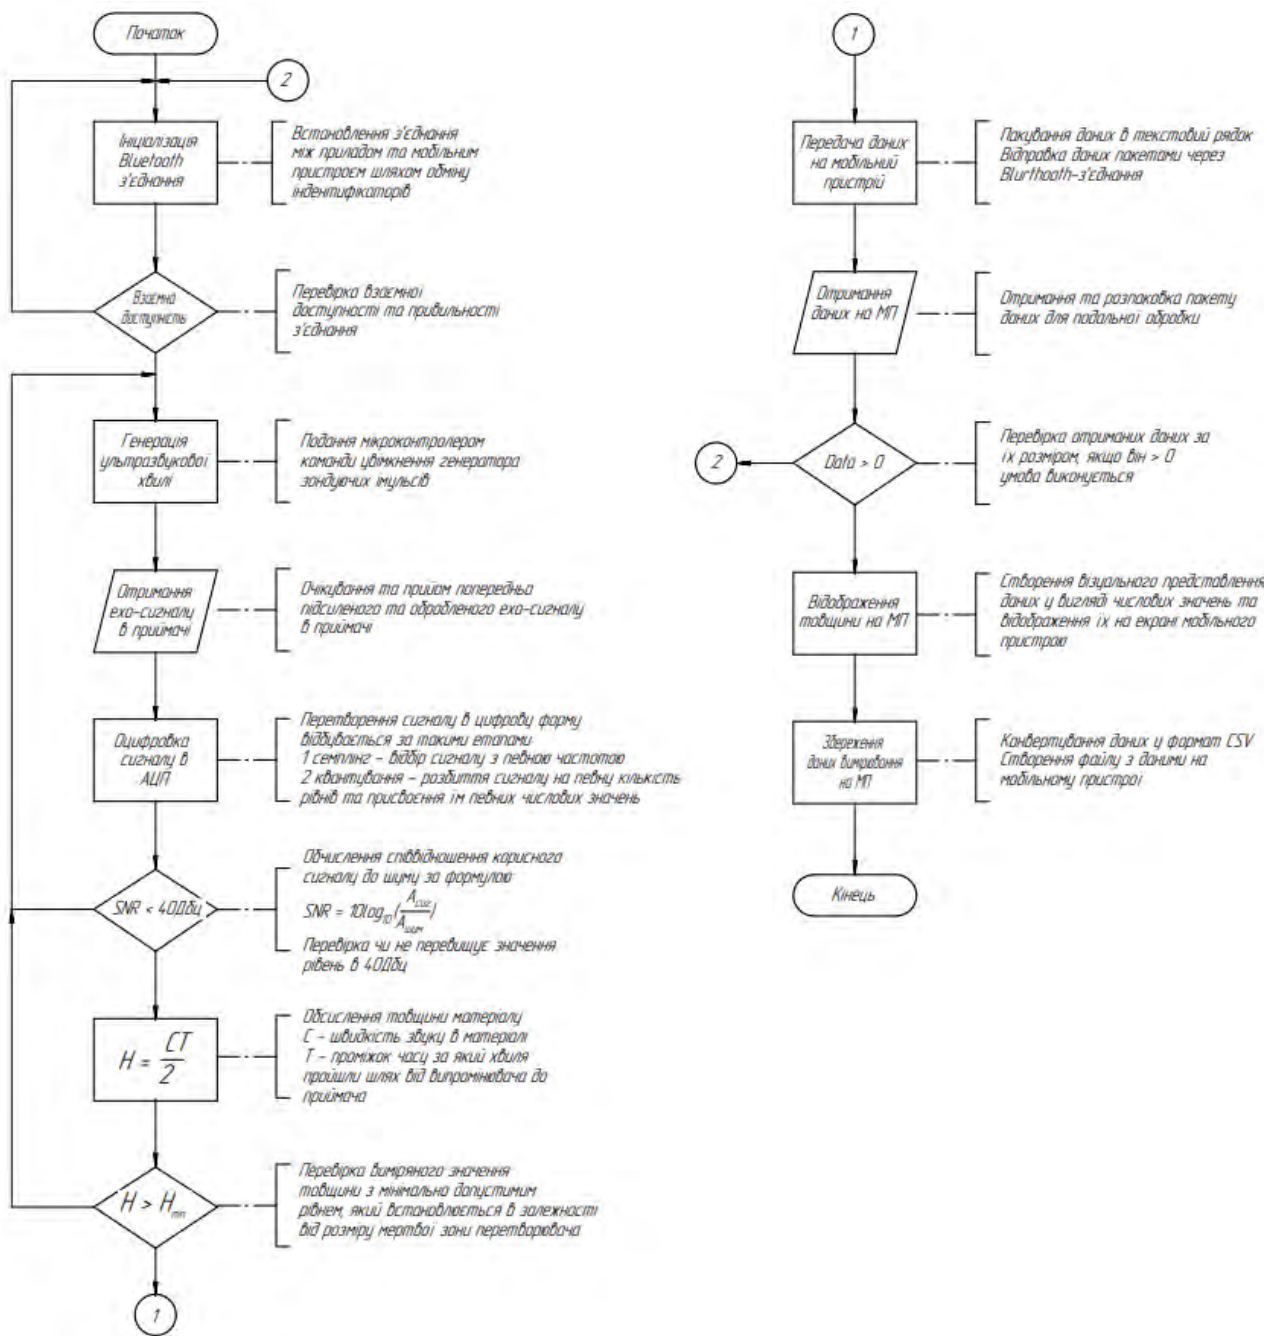 Початок
2
Ініціалізація
Bluetooth
з'єднання
Встановлення з'єднання
між приладом та мобільним
пристроєм шляхом обміну
індентифікаторів
Взаємна
доступність
Перевірка взаємної
доступності та привильності
з'єднання
Генерація
ультразвукової
хвилі
Подання мікроконтролером
команди увімкнення генератора
зондуючих імульсів
Отримання
ехо-сигналу
в приймачі
Очікування та прийом попередньо
підсиленого та обробленого ехо-сигналу
в приймачі
Оцифровка
сигналу в
АЦП
Перетворення сигналу в цифрову форму
відбувається за такими етапами:
1 семплінг – відбір сигналу з певною частотою
2 квантування – розбиття сигналу на певну кількість
рівнів та присвоєння їм певних числових значень
SNR < 40Дбц
Обчислення співвідношення корисного
сигналу до шуму за формулою:
SNR = 10log₁₀(A_сиг/A_шум)
Перевірка чи не перевищує значення
рівень в 40Дбц
H = CT/2
Обсислення товщини матеріалу
C – швидкість звуку в матеріалі
T – проміжок часу за який хвиля
пройшли шлях від випромінювача до
приймача
H > H_min
Перевірка виміряного значення
товщини з мінімально допустимим
рівнем, який встановлюється в залежності
від розміру мертвої зони перетворювача
1
1
Передача даних
на мобільний
пристрій
Пакування даних в текстовий рядок
Відправка даних пакетами через
Blurthooth-з'єднання
Отримання
даних на МП
Отримання та розпаковка пакету
даних для подальної обробки
Data > 0
2
Перевірка отриманих даних за
їх розміром, якщо він > 0
умова виконується
Відображення
товщини на МП
Створення візуального представлення
даних у вигляді числових значень та
відображення їх на екрані мобільного
пристрою
Збереження
даних вимірювання
на МП
Конвертування даних у формат CSV
Створення файлу з даними на
мобільному пристрої
Кінець